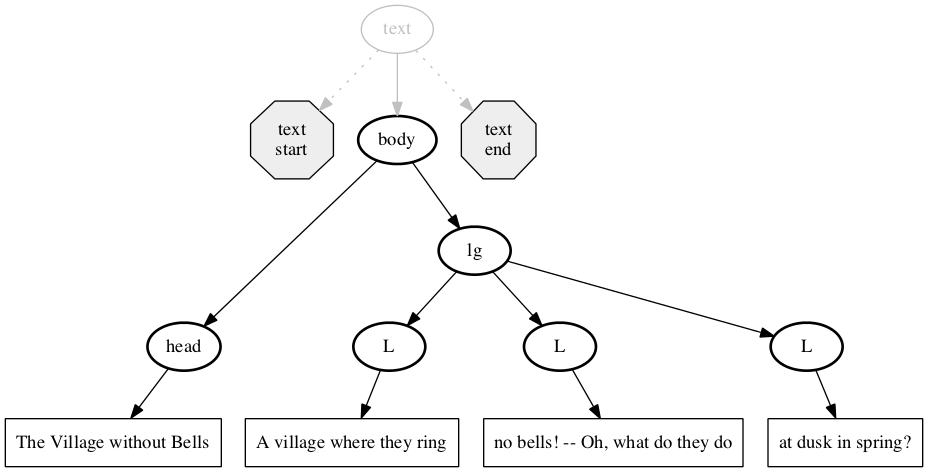 text
text
start
body
text
end
lg
head
L
L
L
The Village without Bells
A village where they ring
no bells! -- Oh, what do they do
at dusk in spring?